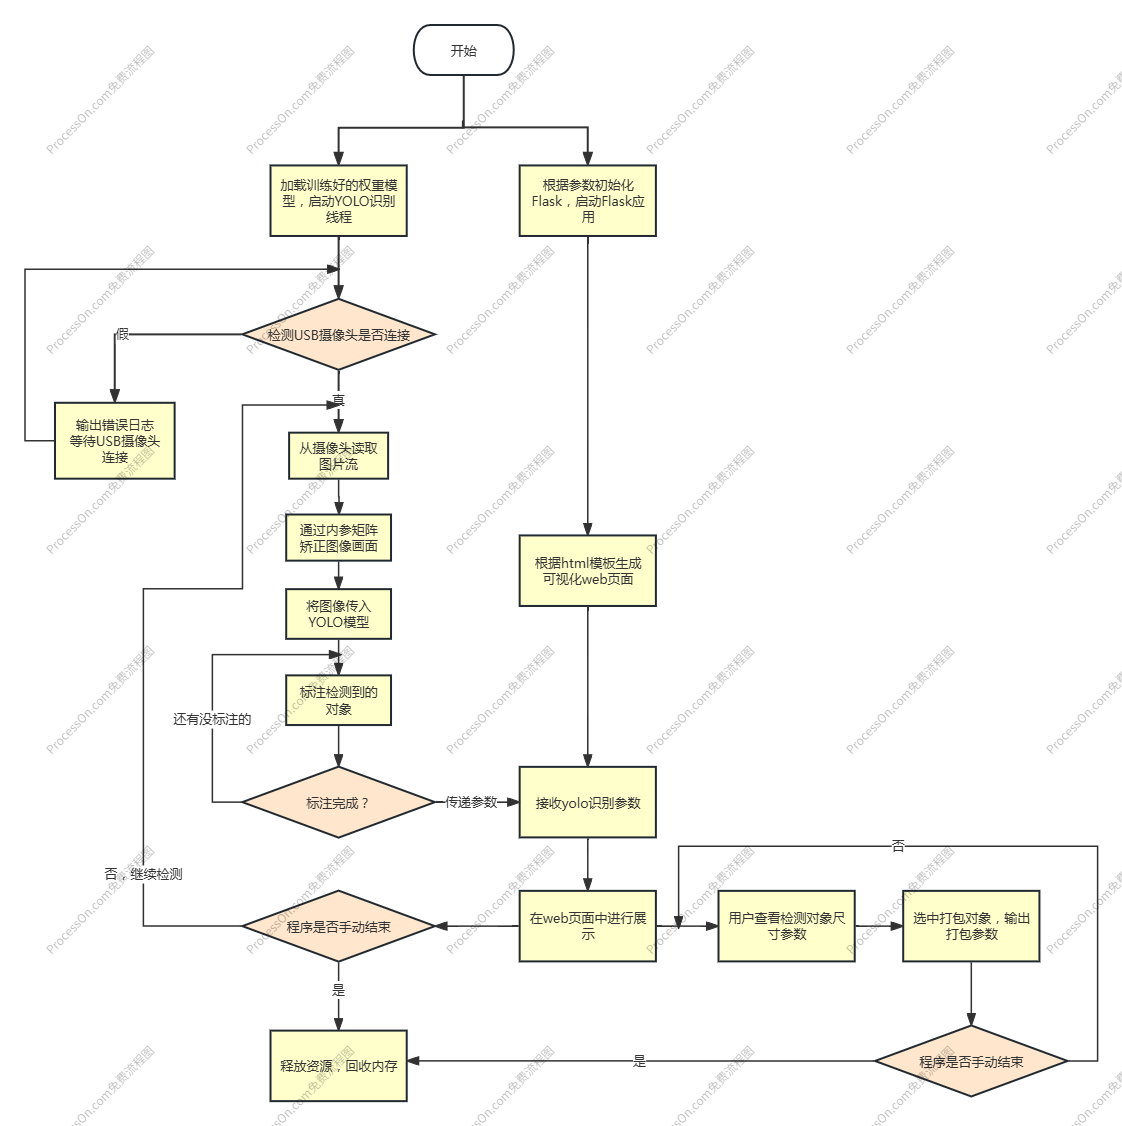 开始
加载训练好的权重模
型，启动YOLO识别
线程
根据参数初始化
Flask，启动Flask应
用
检测USB摄像头是否连接
假
真
输出错误日志
等待USB摄像头
连接
从摄像头读取
图片流
通过内参矩阵
矫正图像画面
将图像传入
YOLO模型
根据html模板生成
可视化web页面
标注检测到的
对象
还有没标注的
标注完成？
传递参数
接收yolo识别参数
否，继续检测
否
程序是否手动结束
在web页面中进行展
示
用户查看检测对象尺
寸参数
选中打包对象，输出
打包参数
是
释放资源，回收内存
是
程序是否手动结束
ProcessOn.com免费流程图